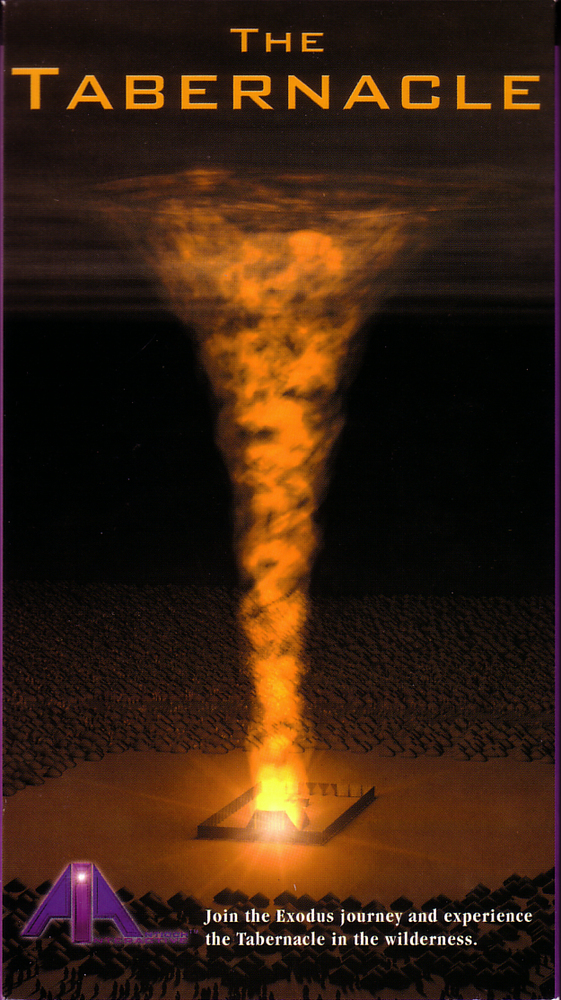 THE
TABERNACLE
Join the Exodus journey and experience
the Tabernacle in the wilderness.